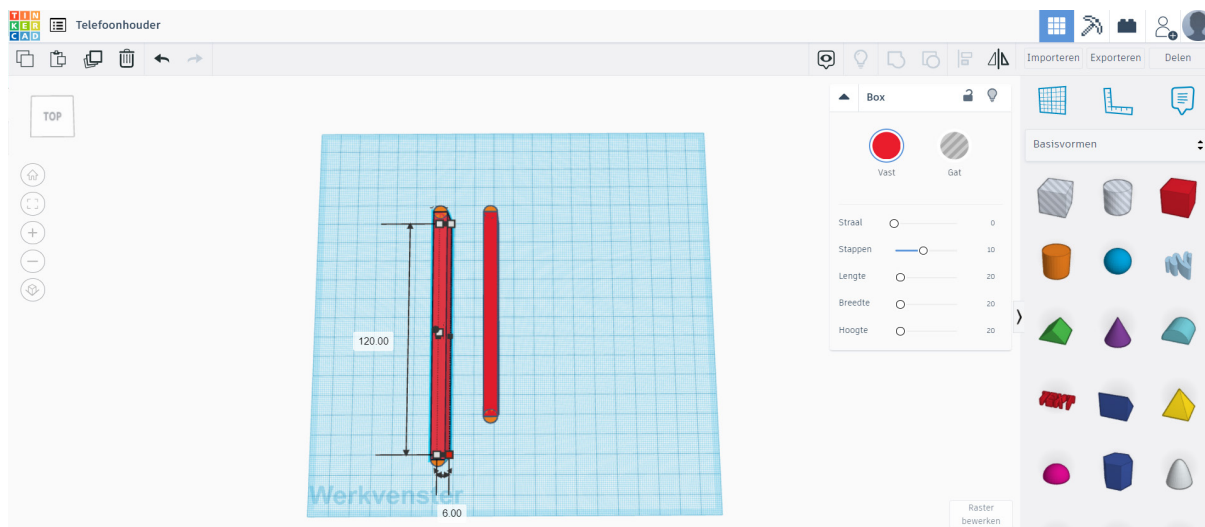 TIN
KER
CAD
Telefoonhouder
Importeren
Exporteren
Delen
TOP
Box
Vast
Gat
Straal
0
Stappen
10
Lengte
20
Breedte
20
Hoogte
20
Basisvormen
TEXT
120.00
6.00
Werkvenster
Raster
bewerken